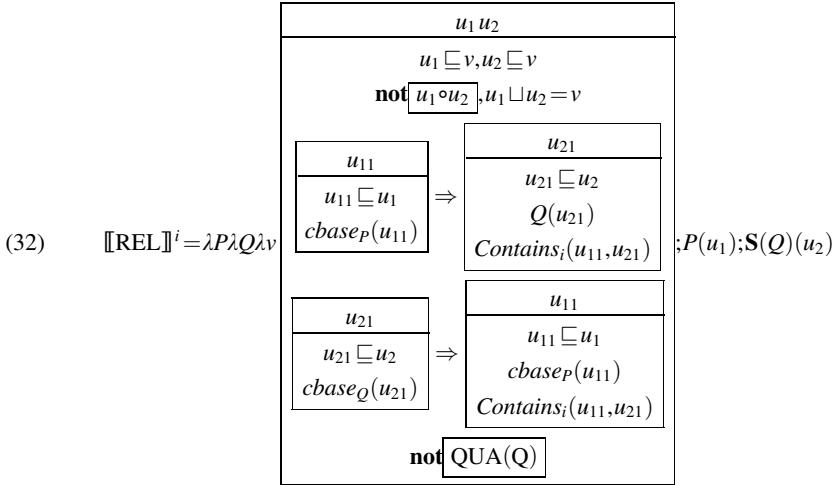 u₁ u₂
u₁ ⊑ v, u₂ ⊑ v
not u₁∘u₂ , u₁ ⊔ u₂ = v
u₁₁
u₁₁ ⊑ u₁
cbase_P(u₁₁)
⇒
u₂₁
u₂₁ ⊑ u₂
Q(u₂₁)
Contains_i(u₁₁,u₂₁)
(32) ⟦REL⟧ⁱ = λPλQλv ;P(u₁);S(Q)(u₂)
u₂₁
u₂₁ ⊑ u₂
cbase_Q(u₂₁)
⇒
u₁₁
u₁₁ ⊑ u₁
cbase_P(u₁₁)
Contains_i(u₁₁,u₂₁)
not QUA(Q)